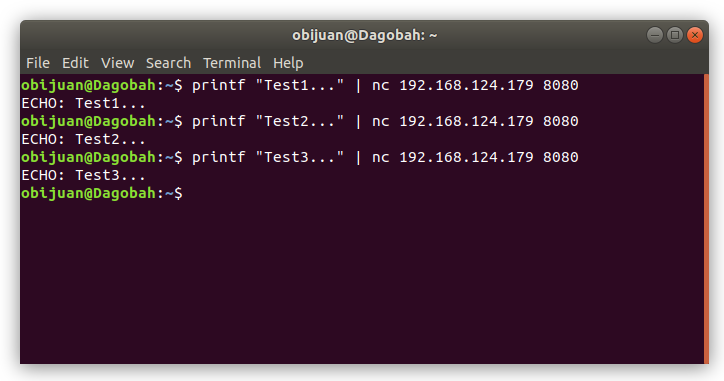 obijuan@Dagobah: ~
File Edit View Search Terminal Help
obijuan@Dagobah:~$ printf "Test1..." | nc 192.168.124.179 8080
ECHO: Test1...
obijuan@Dagobah:~$ printf "Test2..." | nc 192.168.124.179 8080
ECHO: Test2...
obijuan@Dagobah:~$ printf "Test3..." | nc 192.168.124.179 8080
ECHO: Test3...
obijuan@Dagobah:~$